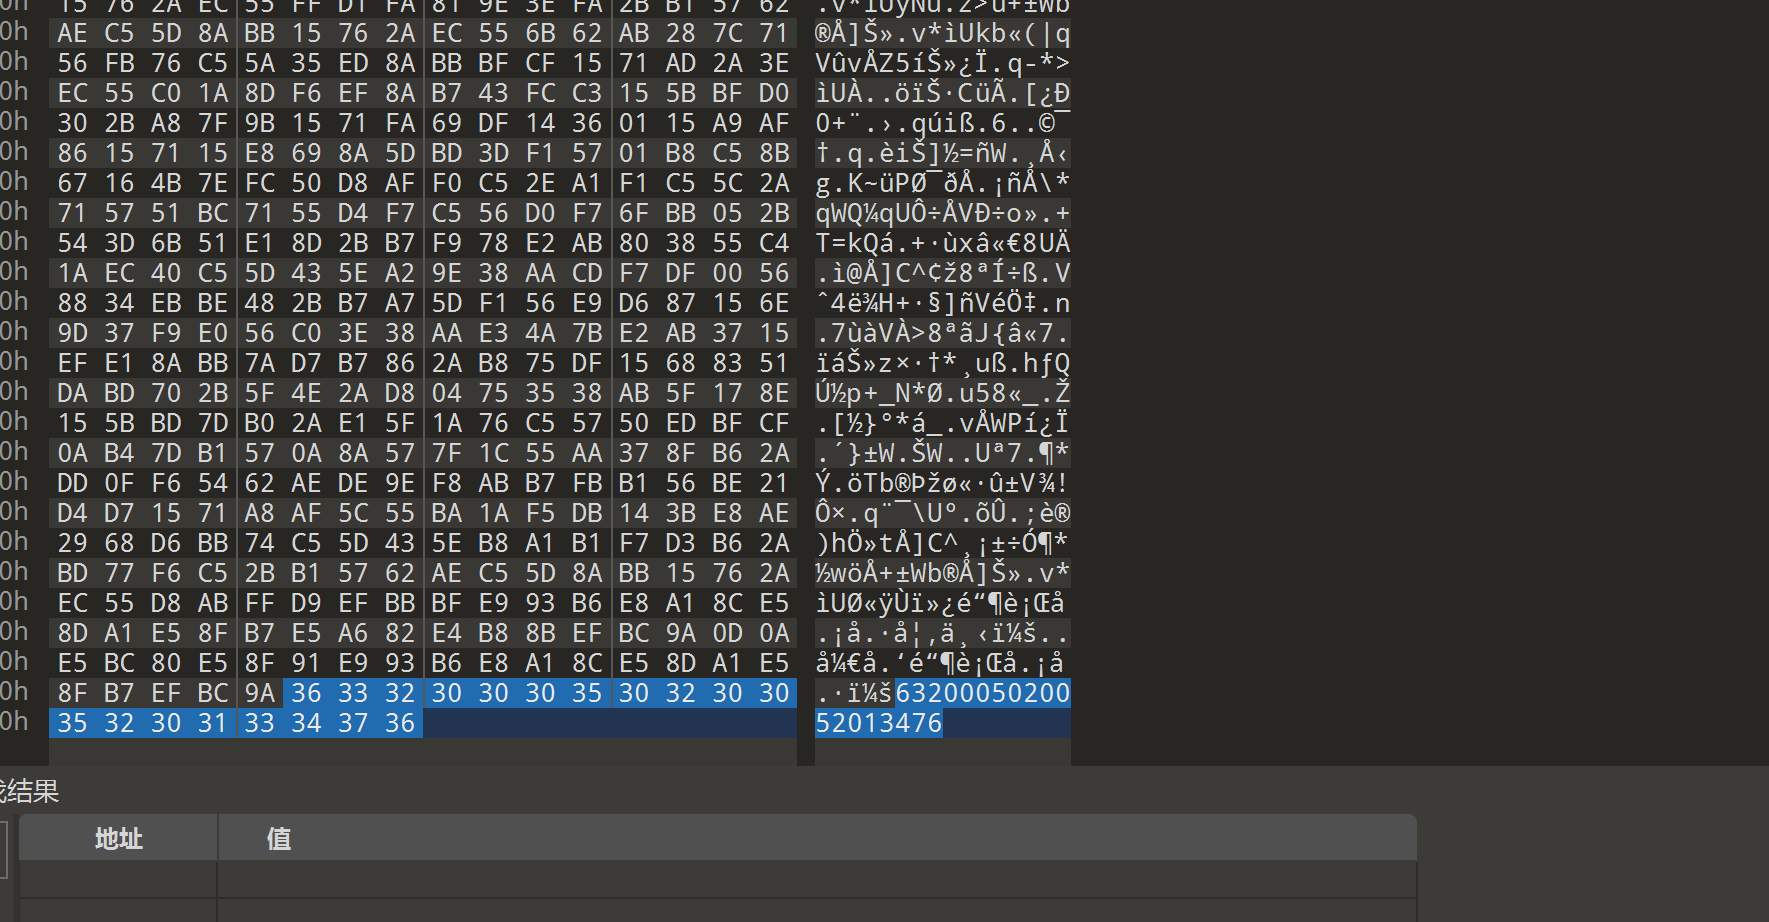 0h AE C5 5D 8A BB 15 76 2A EC 55 6B 62 AB 28 7C 71 ®Å]Š».v*ìUkb«(|q
0h 56 FB 76 C5 5A 35 ED 8A BB BF CF 15 71 AD 2A 3E VûvÅZ5íŠ»¿Ï.q-*>
0h EC 55 C0 1A 8D F6 EF 8A B7 43 FC C3 15 5B BF D0 ìUÀ..öïŠ·CüÃ.[¿Ð
0h 30 2B A8 7F 9B 15 71 FA 69 DF 14 36 01 15 A9 AF 0+¨.›.qúiß.6..©¯
0h 86 15 71 15 E8 69 8A 5D BD 3D F1 57 01 B8 C5 8B †.q.èiŠ]½=ñW.¸Å‹
0h 67 16 4B 7E FC 50 D8 AF F0 C5 2E A1 F1 C5 5C 2A g.K~üPØ¯ðÅ.¡ñÅ\*
0h 71 57 51 BC 71 55 D4 F7 C5 56 D0 F7 6F BB 05 2B qWQ¼qUÔ÷ÅVÐ÷o».+
0h 54 3D 6B 51 E1 8D 2B B7 F9 78 E2 AB 80 38 55 C4 T=kQá.+·ùxâ«€8UÄ
0h 1A EC 40 C5 5D 43 5E A2 9E 38 AA CD F7 DF 00 56 .ì@Å]C^¢ž8ªÍ÷ß.V
0h 88 34 EB BE 48 2B B7 A7 5D F1 56 E9 D6 87 15 6E ˆ4ë¾H+·§]ñVéÖ‡.n
0h 9D 37 F9 E0 56 C0 3E 38 AA E3 4A 7B E2 AB 37 15 .7ùàVÀ>8ªãJ{â«7.
0h EF E1 8A BB 7A D7 B7 86 2A B8 75 DF 15 68 83 51 ïáŠ»z×·†*¸uß.hƒQ
0h DA BD 70 2B 5F 4E 2A D8 04 75 35 38 AB 5F 17 8E Ú½p+_N*Ø.u58«_.Ž
0h 15 5B BD 7D B0 2A E1 5F 1A 76 C5 57 50 ED BF CF .[½}°*á_.vÅWPí¿Ï
0h 0A B4 7D B1 57 0A 8A 57 7F 1C 55 AA 37 8F B6 2A .´}±W.ŠW..Uª7.¶*
0h DD 0F F6 54 62 AE DE 9E F8 AB B7 FB B1 56 BE 21 Ý.öTb®Þžø«·û±V¾!
0h D4 D7 15 71 A8 AF 5C 55 BA 1A F5 DB 14 3B E8 AE Ô×.q¨¯\Uº.õÛ.;è®
0h 29 68 D6 BB 74 C5 5D 43 5E B8 A1 B1 F7 D3 B6 2A )hÖ»tÅ]C^¸¡±÷Ó¶*
0h BD 77 F6 C5 2B B1 57 62 AE C5 5D 8A BB 15 76 2A ½wöÅ+±Wb®Å]Š».v*
0h EC 55 D8 AB FF D9 EF BB BF E9 93 B6 E8 A1 8C E5 ìUØ«ÿÙï»¿é“¶è¡Œå
0h 8D A1 E5 8F B7 E5 A6 82 E4 B8 8B EF BC 9A 0D 0A .¡å.·å¦‚ä¸‹ï¼š..
0h E5 BC 80 E5 8F 91 E9 93 B6 E8 A1 8C E5 8D A1 E5 å¼€å.‘é“¶è¡Œå.¡å
0h 8F B7 EF BC 9A 36 33 32 30 30 30 35 30 32 30 30 .·ï¼š63200050200
0h 35 32 30 31 33 34 37 36 52013476
结果
地址 值